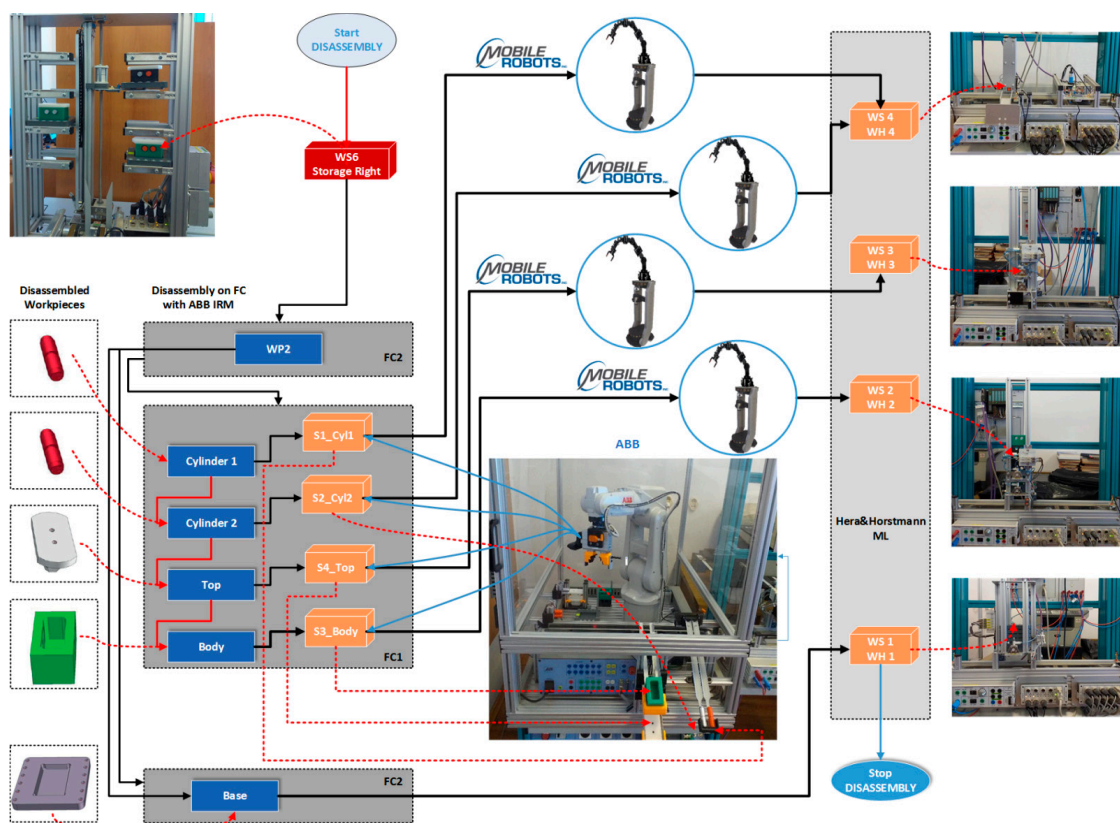 Start
DISASSEMBLY
MOBILE
ROBOTS
WS6
Storage Right
WS 4
WH 4
MOBILE
ROBOTS
MOBILE
ROBOTS
WS 3
WH 3
Disassembled
Workpieces
Disassembly on FC
with ABB IRM
WP2
FC2
MOBILE
ROBOTS
WS 2
WH 2
S1_Cyl1
ABB
Cylinder 1
S2_Cyl2
Cylinder 2
ABB
Hera&Horstmann
ML
S4_Top
Top
S3_Body
Body
FC1
WS 1
WH 1
FC2
Base
Stop
DISASSEMBLY